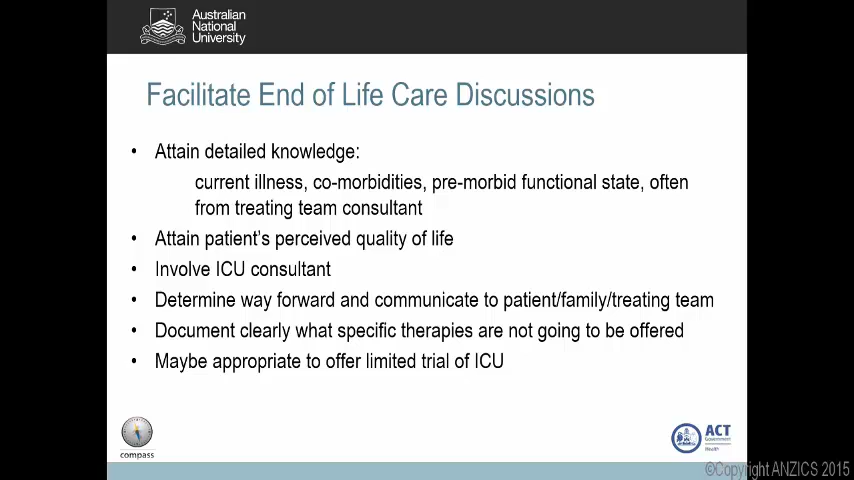 Australian
National
University
Facilitate End of Life Care Discussions
• Attain detailed knowledge:
current illness, co-morbidities, pre-morbid functional state, often
from treating team consultant
• Attain patient's perceived quality of life
• Involve ICU consultant
• Determine way forward and communicate to patient/family/treating team
• Document clearly what specific therapies are not going to be offered
• Maybe appropriate to offer limited trial of ICU
compass
ACT
Government
Health
©Copyright ANZICS 2015